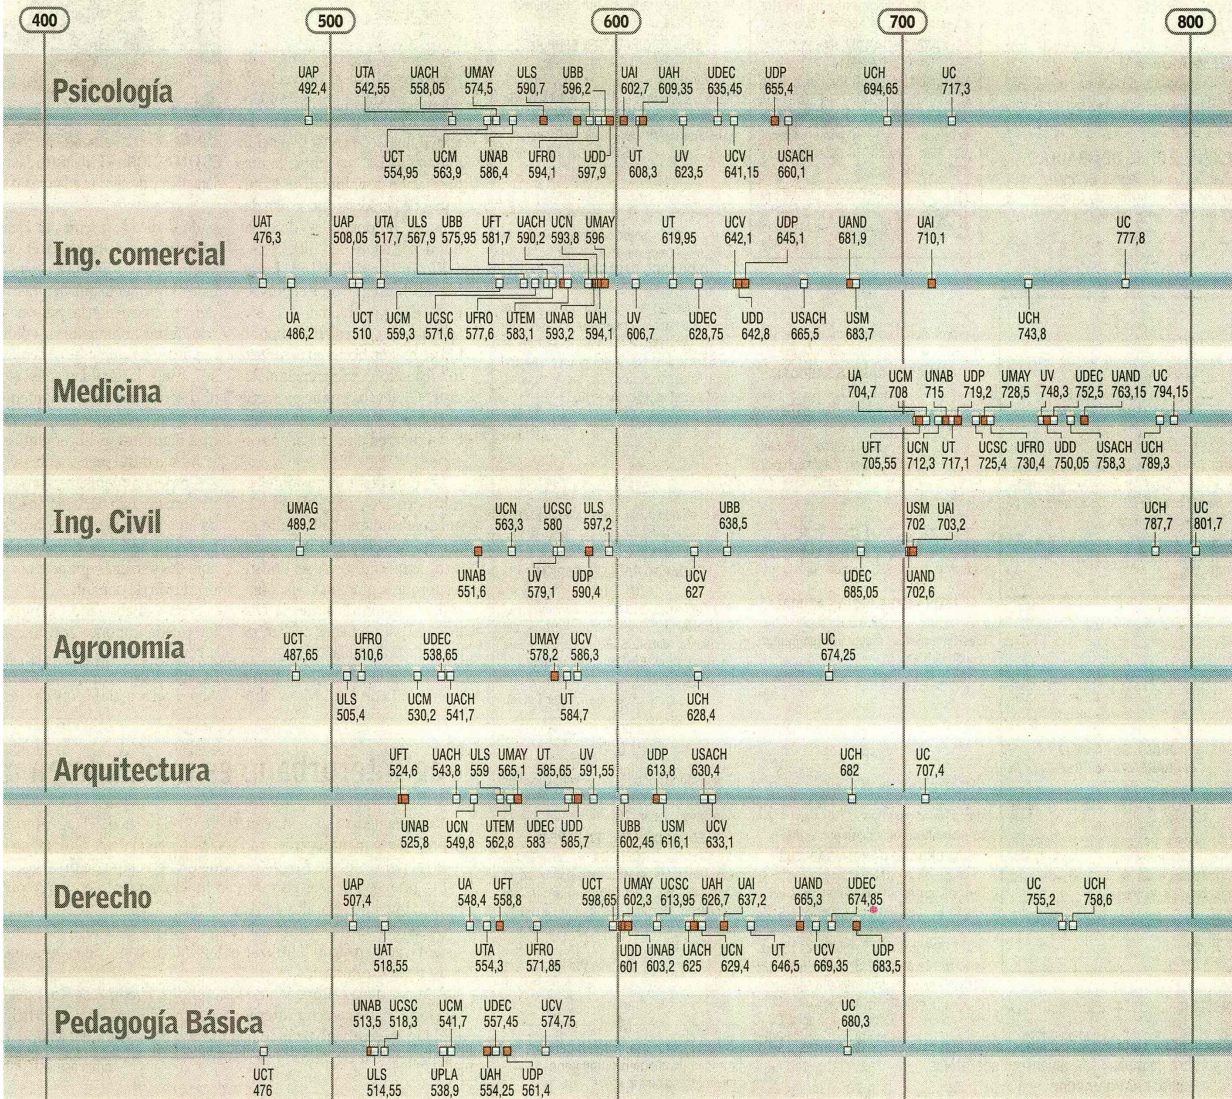 400 500 600 700 800
Psicología
UAP UTA UACH UMAY ULS UBB UAI UAH UDEC UDP UCH UC
492,4 542,55 558,05 574,5 590,7 596,2 602,7 609,35 635,45 655,4 694,65 717,3
UCT UCM UNAB UFRO UDD UT UV UCV USACH
554,95 563,9 586,4 594,1 597,9 608,3 623,5 641,15 660,1
Ing. comercial
UAT UAP UTA ULS UBB UFT UACH UCN UMAY UT UCV UDP UAND UAI UC
476,3 508,05 517,7 567,9 575,95 581,7 590,2 593,8 596 619,95 642,1 645,1 681,9 710,1 777,8
UA UCT UCM UCSC UFRO UTEM UNAB UAH UV UDEC UDD USACH USM UCH
486,2 510 559,3 571,6 577,6 583,1 593,2 594,1 606,7 628,75 642,8 665,5 683,7 743,8
Medicina
UA UCM UNAB UDP UMAY UV UDEC UAND UC
704,7 708 715 719,2 728,5 748,3 752,5 763,15 794,15
UFT UCN UT UCSC UFRO UDD USACH UCH
705,55 712,3 717,1 725,4 730,4 750,05 758,3 789,3
Ing. Civil
UMAG UCN UCSC ULS UBB USM UAI UCH UC
489,2 563,3 580 597,2 638,5 702 703,2 787,7 801,7
UNAB UV UDP UCV UDEC UAND
551,6 579,1 590,4 627 685,05 702,6
Agronomía
UCT UFRO UDEC UMAY UCV UC
487,65 510,6 538,65 578,2 586,3 674,25
ULS UCM UACH UT UCH
505,4 530,2 541,7 584,7 628,4
Arquitectura
UFT UACH ULS UMAY UT UV UDP USACH UCH UC
524,6 543,8 559 565,1 585,65 591,55 613,8 630,4 682 707,4
UNAB UCN UTEM UDEC UDD UBB USM UCV
525,8 549,8 562,8 583 585,7 602,45 616,1 633,1
Derecho
UAP UA UFT UCT UMAY UCSC UAH UAI UAND UDEC UC UCH
507,4 548,4 558,8 598,65 602,3 613,95 626,7 637,2 665,3 674,85 755,2 758,6
UAT UTA UFRO UDD UNAB UACH UCN UT UCV UDP
518,55 554,3 571,85 601 603,2 625 629,4 646,5 669,35 683,5
Pedagogía Básica
UNAB UCSC UCM UDEC UCV UC
513,5 518,3 541,7 557,45 574,75 680,3
UCT ULS UPLA UAH UDP
476 514,55 538,9 554,25 561,4